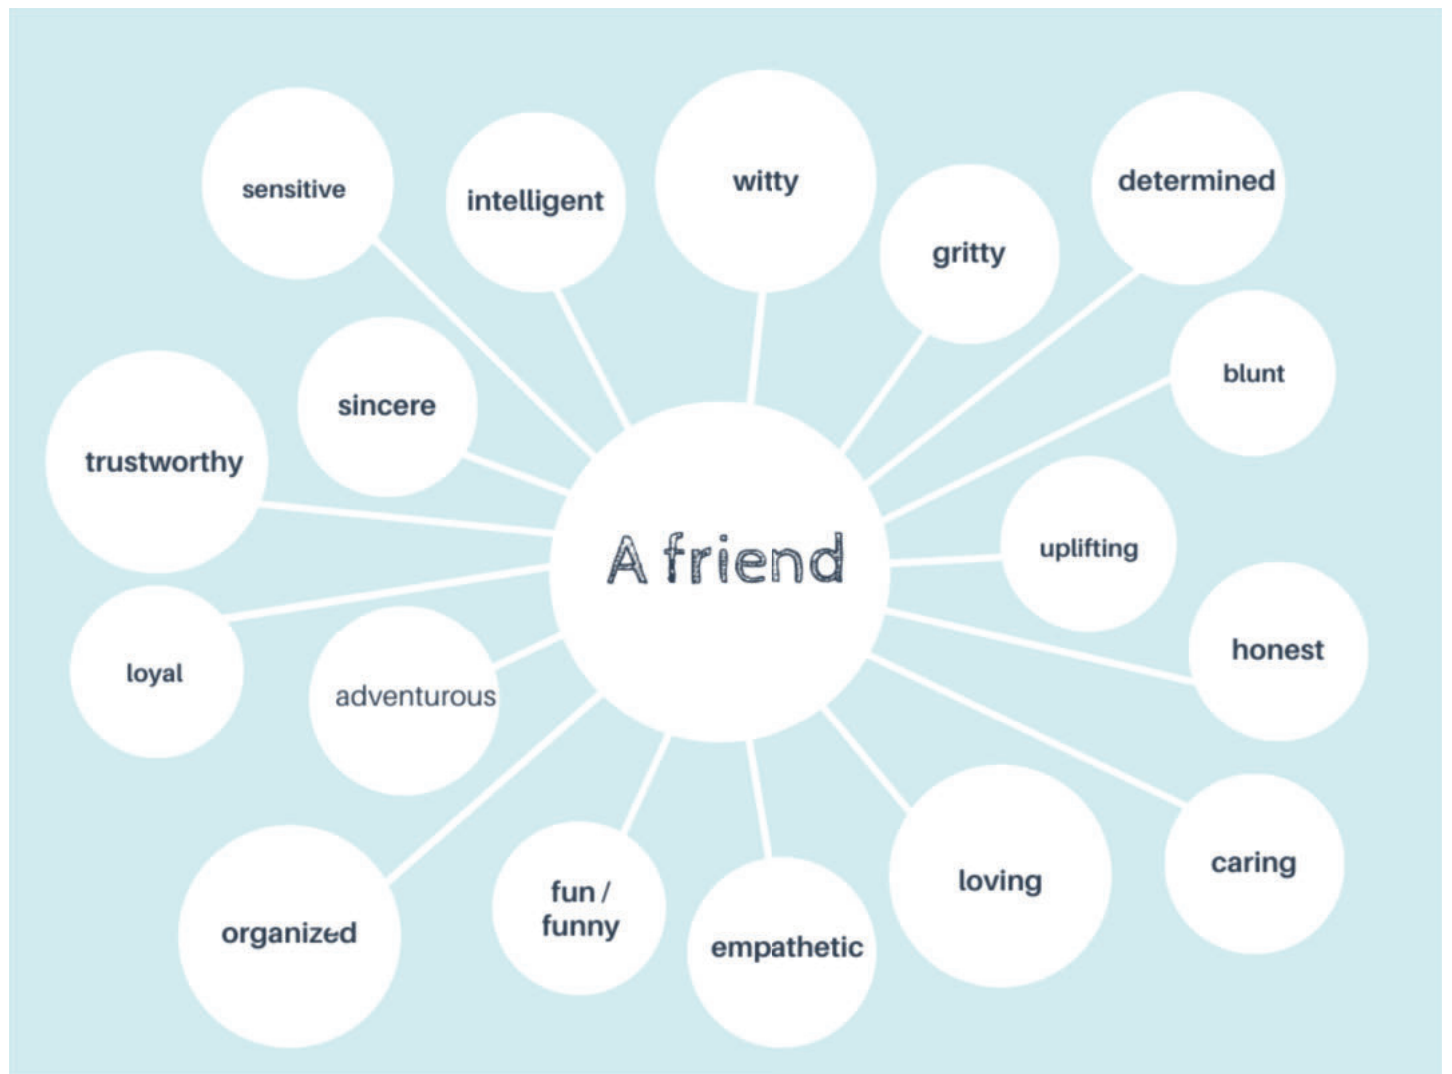 sensitive
intelligent
witty
gritty
determined
blunt
sincere
trustworthy
A friend
uplifting
honest
loyal
adventurous
organized
fun /
funny
empathetic
loving
caring